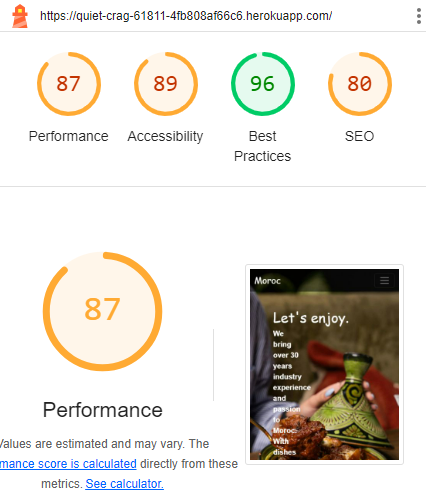 https://quiet-crag-61811-4fb808af66c6.herokuapp.com/
87
89
96
80
Performance
Accessibility
Best
Practices
SEO
87
Performance
Values are estimated and may vary. The
mance score is calculated directly from these
metrics. See calculator.
Moroc
Let's enjoy.
We
bring
over 30
years
industry
experience
and
passion
to
Moroc.
With
dishes